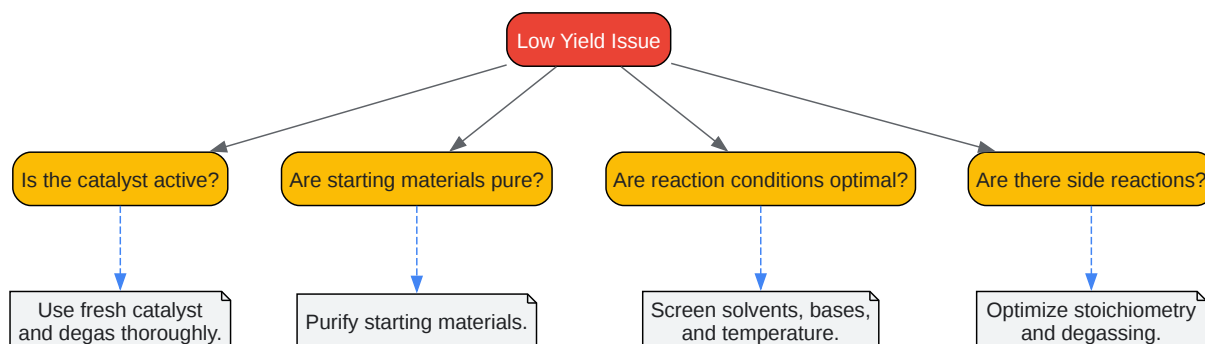 Low Yield Issue
Is the catalyst active?
Are starting materials pure?
Are reaction conditions optimal?
Are there side reactions?
Use fresh catalyst
and degas thoroughly.
Purify starting materials.
Screen solvents, bases,
and temperature.
Optimize stoichiometry
and degassing.